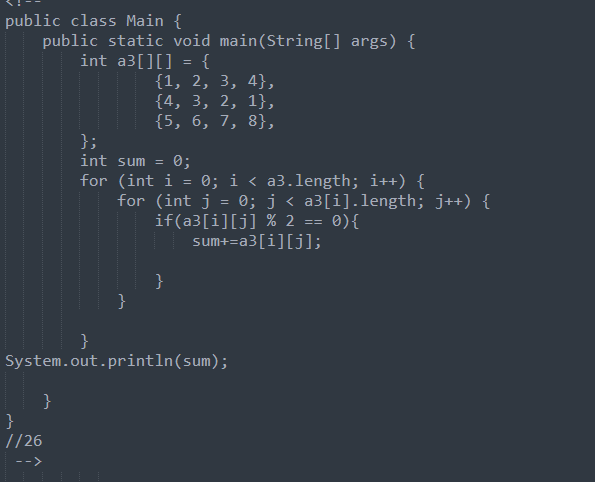 <!--
public class Main {
    public static void main(String[] args) {
        int a3[][] = {
                {1, 2, 3, 4},
                {4, 3, 2, 1},
                {5, 6, 7, 8},
        };
        int sum = 0;
        for (int i = 0; i < a3.length; i++) {
            for (int j = 0; j < a3[i].length; j++) {
                if(a3[i][j] % 2 == 0){
                    sum+=a3[i][j];
                }
            }
        }
System.out.println(sum);
    }
}
//26
 -->